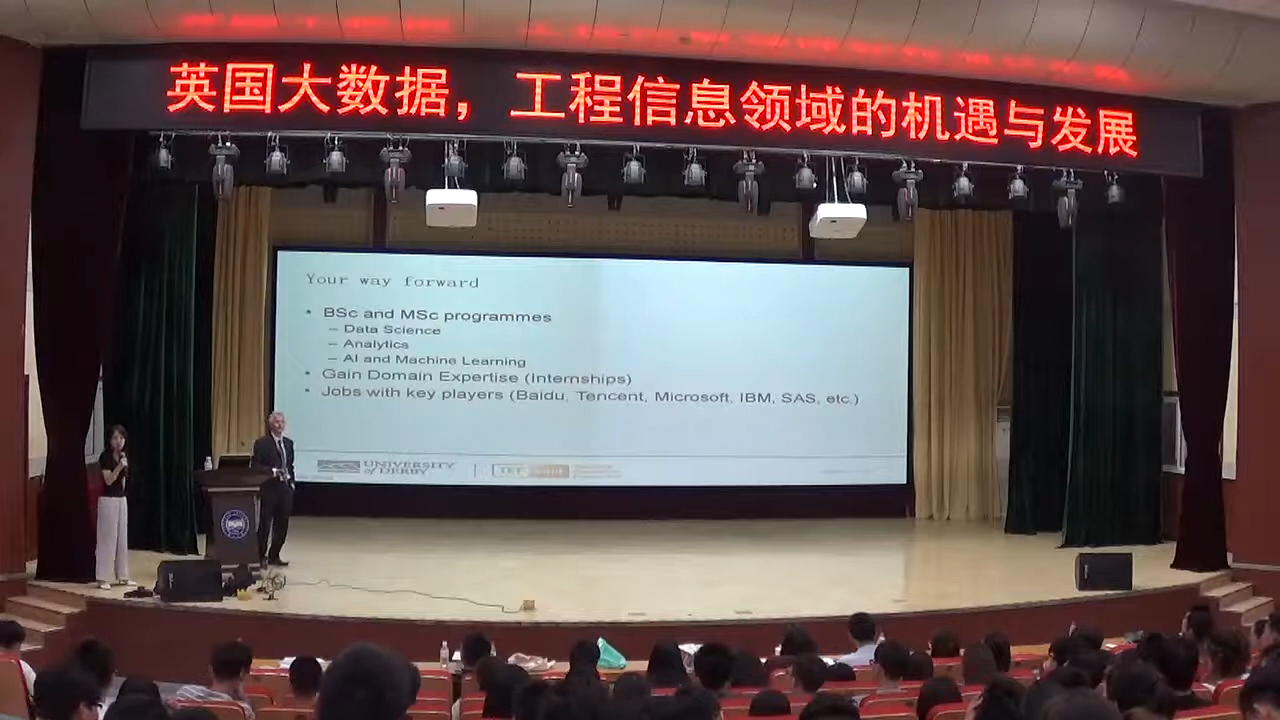 英国大数据，工程信息领域的机遇与发展
Your way forward
• BSc and MSc programmes
– Data Science
– Analytics
– AI and Machine Learning
• Gain Domain Expertise (Internships)
• Jobs with key players (Baidu, Tencent, Microsoft, IBM, SAS, etc.)
UNIVERSITY
of DERBY